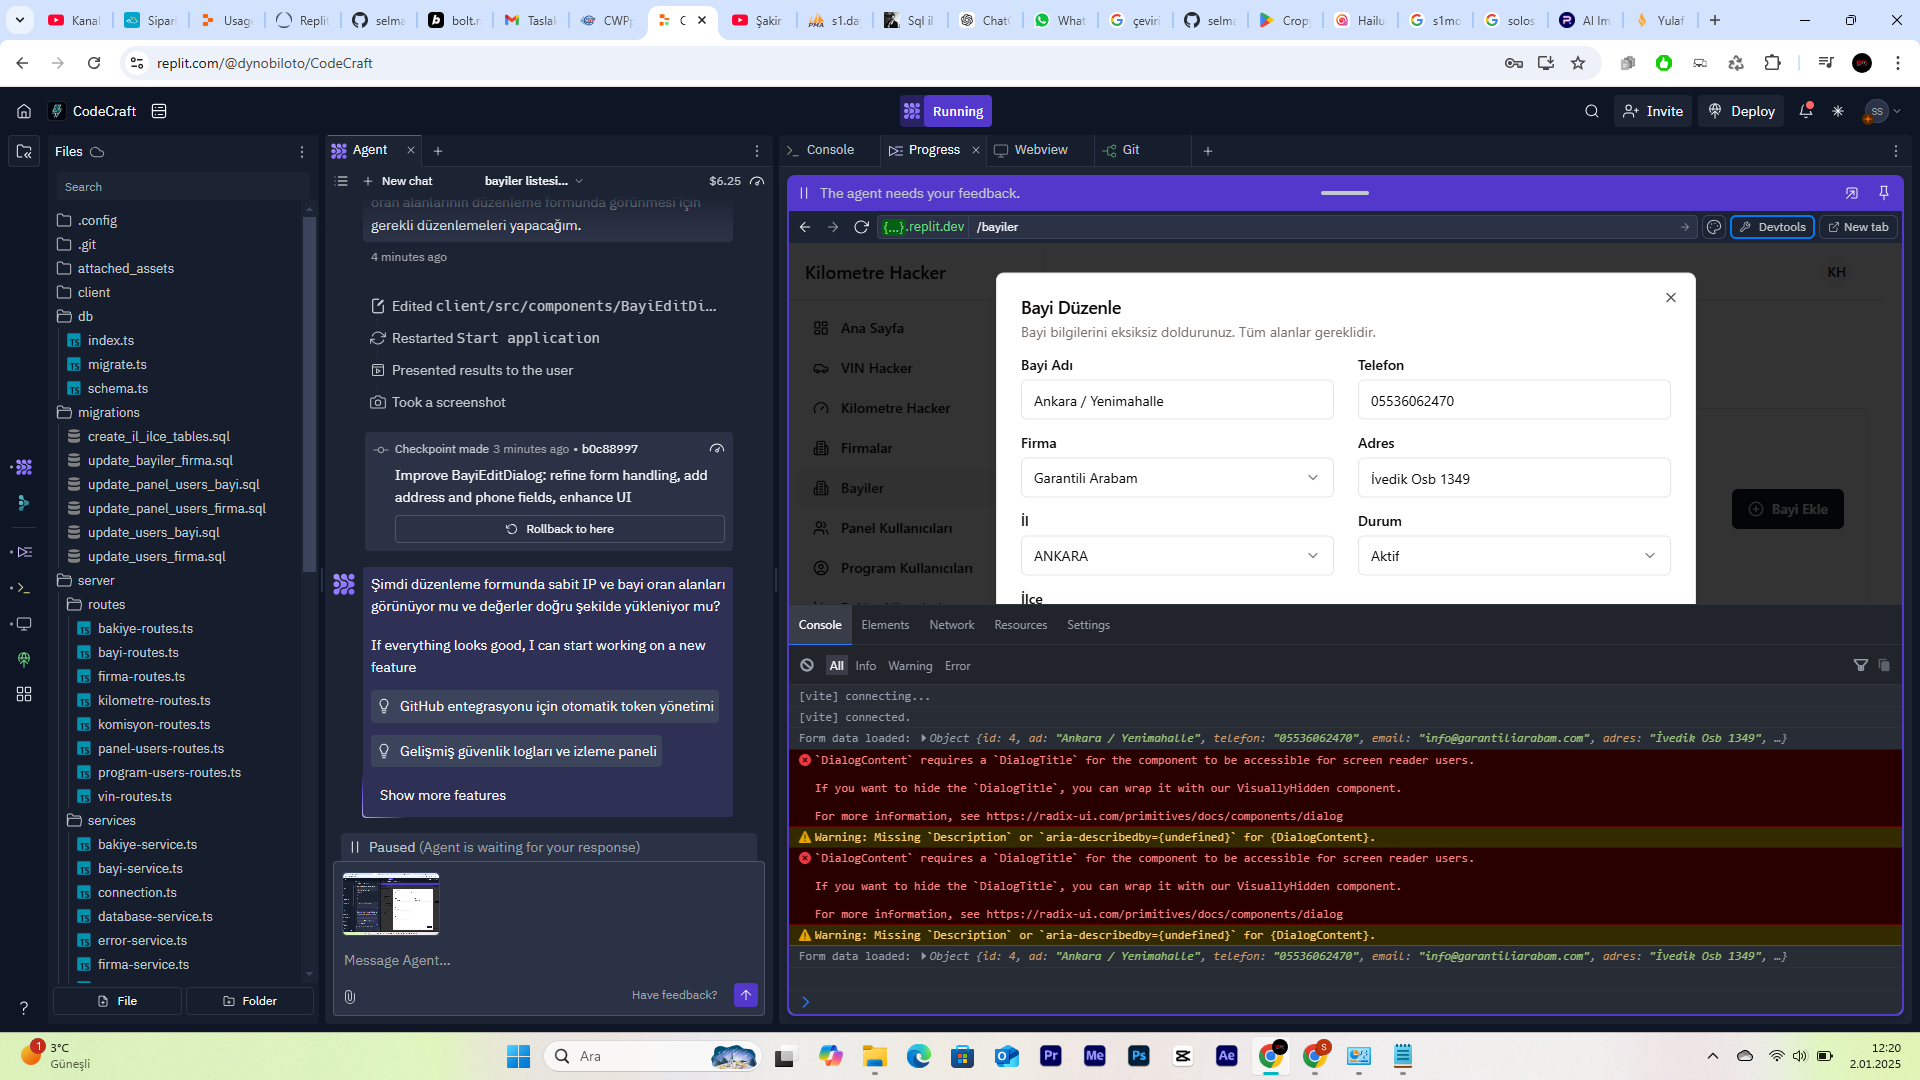 Kanal
Sipari
Usage
Replit
selma
bolt.n
Taslak
CWPp
C
Şakir
s1.da
Sql il
ChatG
What
çeviri
selma
Crop
Hailu
s1mo
solos
AI Im
Yulaf
replit.com/@dynobiloto/CodeCraft
CodeCraft
Running
Invite
Deploy
SS
Files
Search
.config
.git
attached_assets
client
db
index.ts
migrate.ts
schema.ts
migrations
create_il_ilce_tables.sql
update_bayiler_firma.sql
update_panel_users_bayi.sql
update_panel_users_firma.sql
update_users_bayi.sql
update_users_firma.sql
server
routes
bakiye-routes.ts
bayi-routes.ts
firma-routes.ts
kilometre-routes.ts
komisyon-routes.ts
panel-users-routes.ts
program-users-routes.ts
vin-routes.ts
services
bakiye-service.ts
bayi-service.ts
connection.ts
database-service.ts
error-service.ts
firma-service.ts
File
Folder
Agent
New chat
bayiler listesi...
$6.25
oran alanlarının düzenleme formunda görünmesi için
gerekli düzenlemeleri yapacağım.
4 minutes ago
Edited client/src/components/BayiEditDi...
Restarted Start application
Presented results to the user
Took a screenshot
Checkpoint made 3 minutes ago • b0c88997
Improve BayiEditDialog: refine form handling, add
address and phone fields, enhance UI
Rollback to here
Şimdi düzenleme formunda sabit IP ve bayi oran alanları
görünüyor mu ve değerler doğru şekilde yükleniyor mu?
If everything looks good, I can start working on a new
feature
GitHub entegrasyonu için otomatik token yönetimi
Gelişmiş güvenlik logları ve izleme paneli
Show more features
Paused (Agent is waiting for your response)
Message Agent...
Have feedback?
Console
Progress
Webview
Git
The agent needs your feedback.
{...}.replit.dev
/bayiler
Devtools
New tab
Kilometre Hacker
KH
Ana Sayfa
VIN Hacker
Kilometre Hacker
Firmalar
Bayiler
Panel Kullanıcıları
Program Kullanıcıları
Bayi Ekle
Bayi Düzenle
Bayi bilgilerini eksiksiz doldurunuz. Tüm alanlar gereklidir.
Bayi Adı
Telefon
Ankara / Yenimahalle
05536062470
Firma
Adres
Garantili Arabam
İvedik Osb 1349
İl
Durum
ANKARA
Aktif
İlçe
Console
Elements
Network
Resources
Settings
All
Info
Warning
Error
[vite] connecting...
[vite] connected.
Form data loaded: Object {id: 4, ad: "Ankara / Yenimahalle", telefon: "05536062470", email: "info@garantiliarabam.com", adres: "İvedik Osb 1349", …}
`DialogContent` requires a `DialogTitle` for the component to be accessible for screen reader users.
If you want to hide the `DialogTitle`, you can wrap it with our VisuallyHidden component.
For more information, see https://radix-ui.com/primitives/docs/components/dialog
Warning: Missing `Description` or `aria-describedby={undefined}` for {DialogContent}.
`DialogContent` requires a `DialogTitle` for the component to be accessible for screen reader users.
If you want to hide the `DialogTitle`, you can wrap it with our VisuallyHidden component.
For more information, see https://radix-ui.com/primitives/docs/components/dialog
Warning: Missing `Description` or `aria-describedby={undefined}` for {DialogContent}.
Form data loaded: Object {id: 4, ad: "Ankara / Yenimahalle", telefon: "05536062470", email: "info@garantiliarabam.com", adres: "İvedik Osb 1349", …}
1
3°C
Güneşli
Ara
Pr
Me
Ps
Ae
S
12:20
2.01.2025